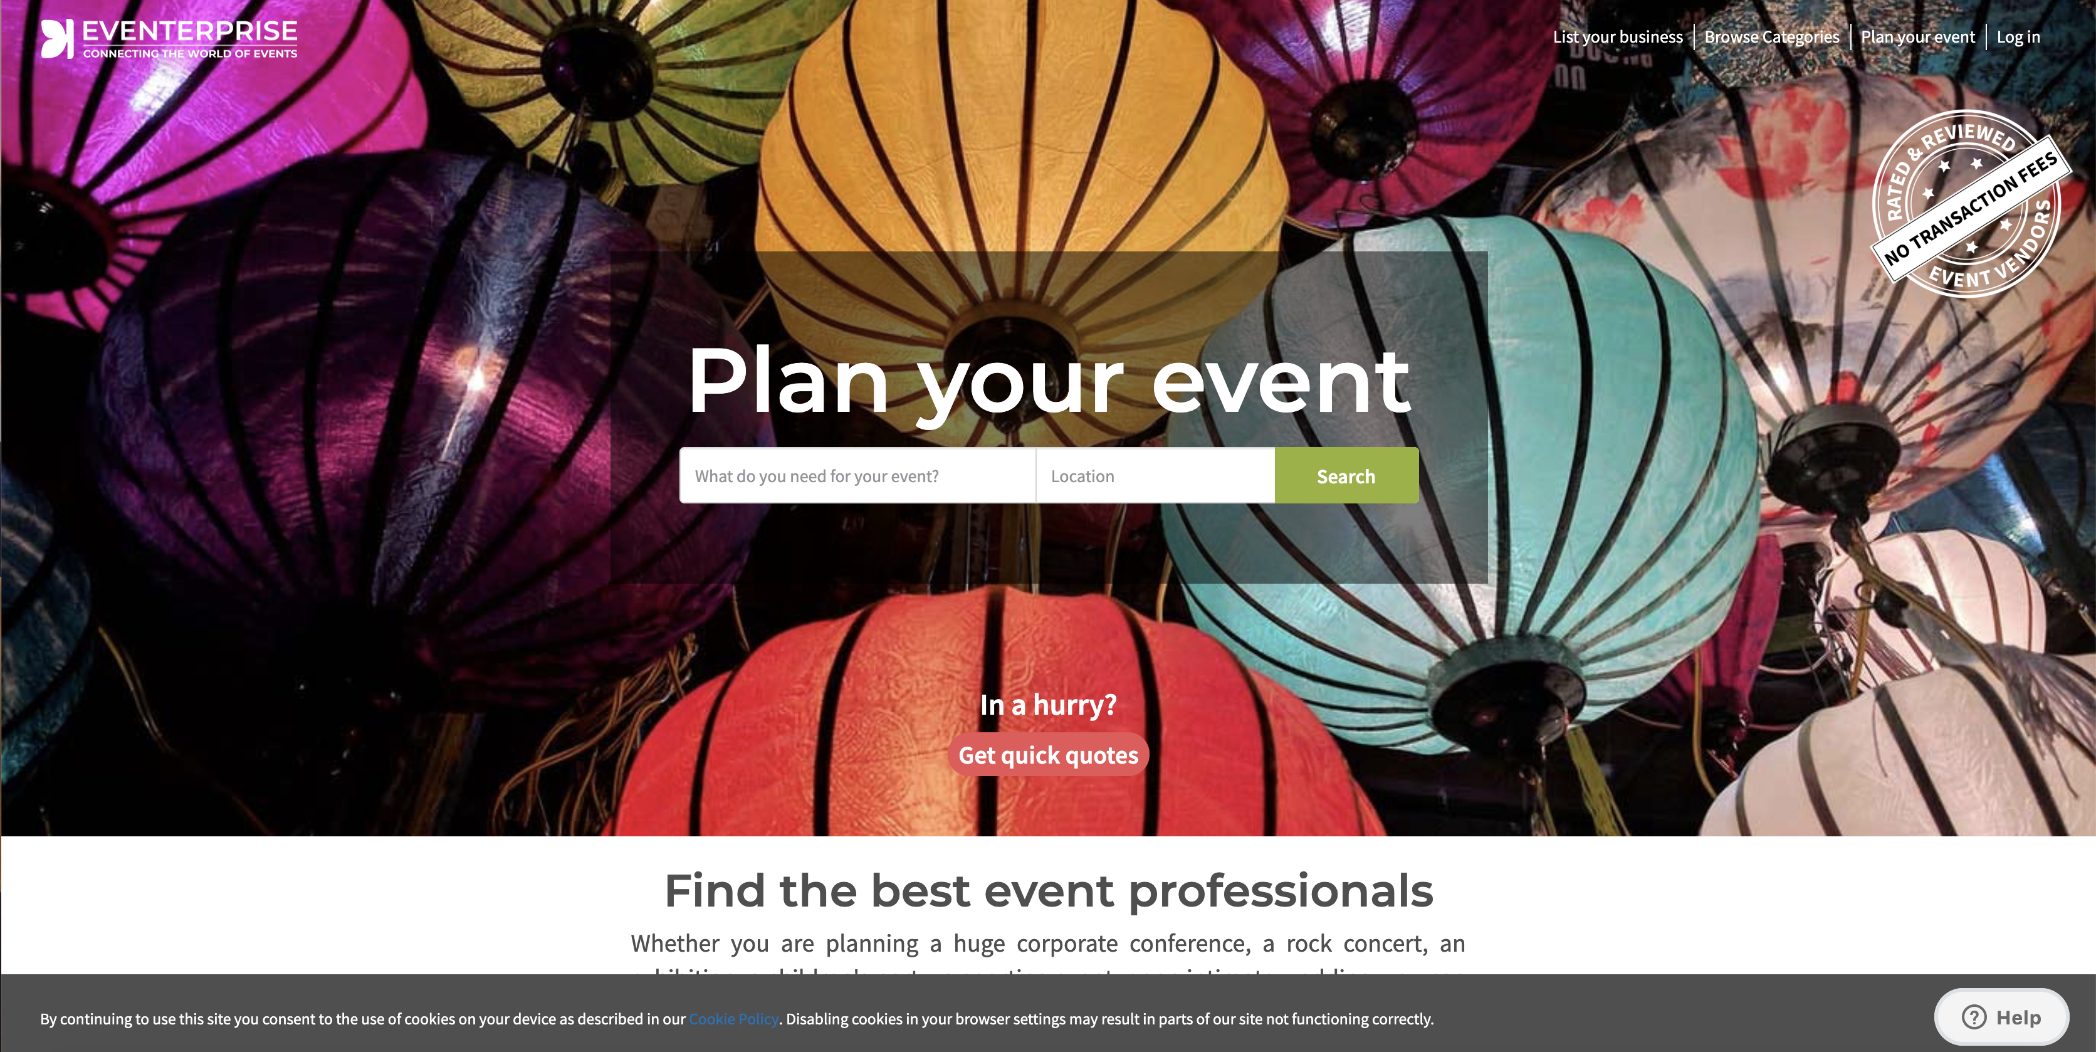 EVENTERPRISE
CONNECTING THE WORLD OF EVENTS
List your business
Browse Categories
Plan your event
Log in
RATED & REVIEWED
NO TRANSACTION FEES
EVENT VENDORS
Plan your event
What do you need for your event?
Location
Search
In a hurry?
Get quick quotes
Find the best event professionals
Whether you are planning a huge corporate conference, a rock concert, an
By continuing to use this site you consent to the use of cookies on your device as described in our Cookie Policy. Disabling cookies in your browser settings may result in parts of our site not functioning correctly.
? Help